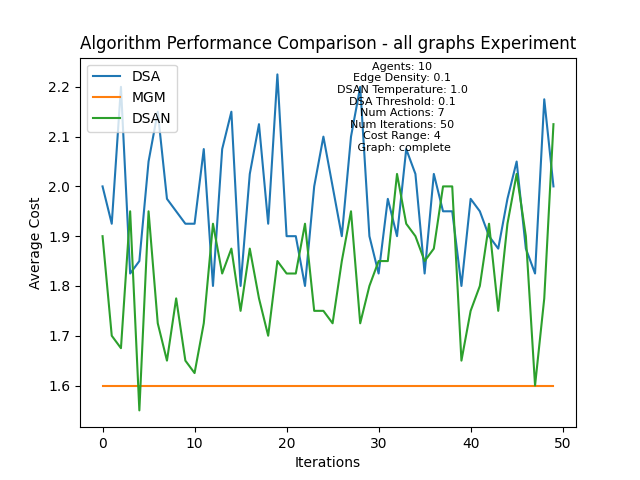 Algorithm Performance Comparison - all graphs Experiment
DSA
MGM
DSAN
Agents: 10
Edge Density: 0.1
DSAN Temperature: 1.0
DSA Threshold: 0.1
Num Actions: 7
Num Iterations: 50
Cost Range: 4
Graph: complete
Average Cost
2.2
2.1
2.0
1.9
1.8
1.7
1.6
0 10 20 30 40 50
Iterations